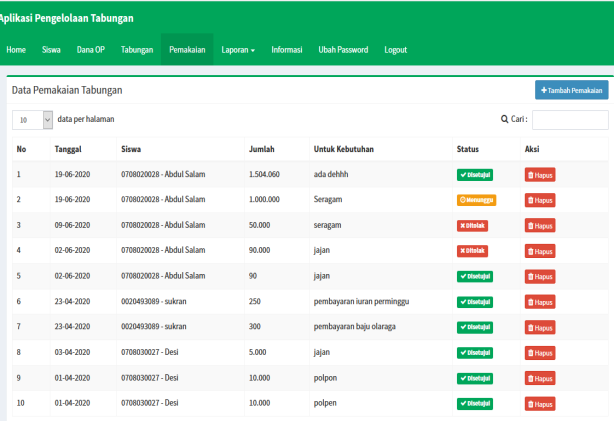 Aplikasi Pengelolaan Tabungan
Home Siswa Dana OP Tabungan Pemakaian Laporan Informasi Ubah Password Logout
Data Pemakaian Tabungan
+Tambah Pemakaian
10 data per halaman
Cari :
No Tanggal Siswa Jumlah Untuk Kebutuhan Status Aksi
1 19-06-2020 0708020028 - Abdul Salam 1.504.060 ada dehhh Disetujui Hapus
2 19-06-2020 0708020028 - Abdul Salam 1.000.000 Seragam Menunggu Hapus
3 09-06-2020 0708020028 - Abdul Salam 50.000 seragam Ditolak Hapus
4 02-06-2020 0708020028 - Abdul Salam 90.000 jajan Ditolak Hapus
5 02-06-2020 0708020028 - Abdul Salam 90 jajan Disetujui Hapus
6 23-04-2020 0020493089 - sukran 250 pembayaran iuran perminggu Disetujui Hapus
7 23-04-2020 0020493089 - sukran 300 pembayaran baju olaraga Disetujui Hapus
8 03-04-2020 0708030027 - Desi 5.000 jajan Disetujui Hapus
9 01-04-2020 0708030027 - Desi 10.000 polpon Disetujui Hapus
10 01-04-2020 0708030027 - Desi 10.000 polpen Disetujui Hapus